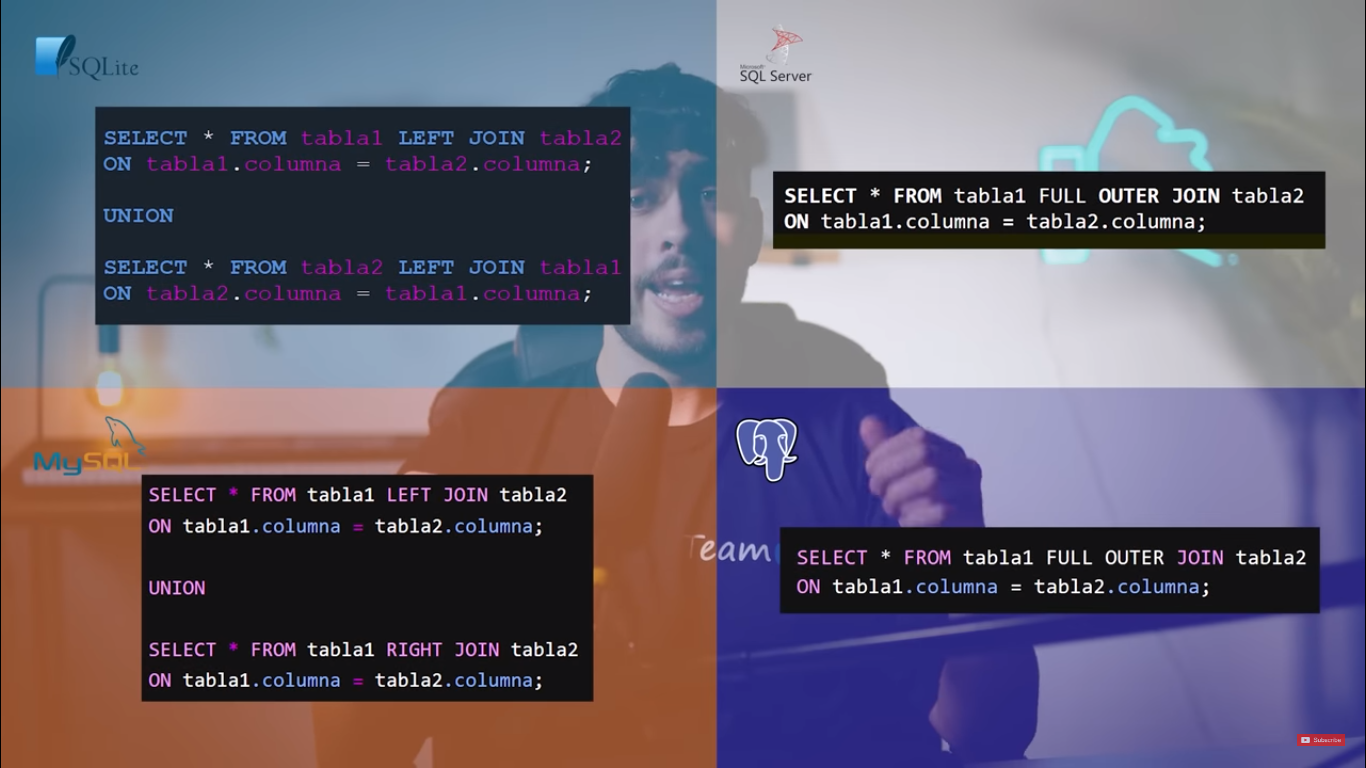 SQLite
SELECT * FROM tabla1 LEFT JOIN tabla2
ON tabla1.columna = tabla2.columna;
UNION
SELECT * FROM tabla2 LEFT JOIN tabla1
ON tabla2.columna = tabla1.columna;
Microsoft
SQL Server
SELECT * FROM tabla1 FULL OUTER JOIN tabla2
ON tabla1.columna = tabla2.columna;
MySQL
SELECT * FROM tabla1 LEFT JOIN tabla2
ON tabla1.columna = tabla2.columna;
UNION
SELECT * FROM tabla1 RIGHT JOIN tabla2
ON tabla1.columna = tabla2.columna;
Team
SELECT * FROM tabla1 FULL OUTER JOIN tabla2
ON tabla1.columna = tabla2.columna;
Subscribe